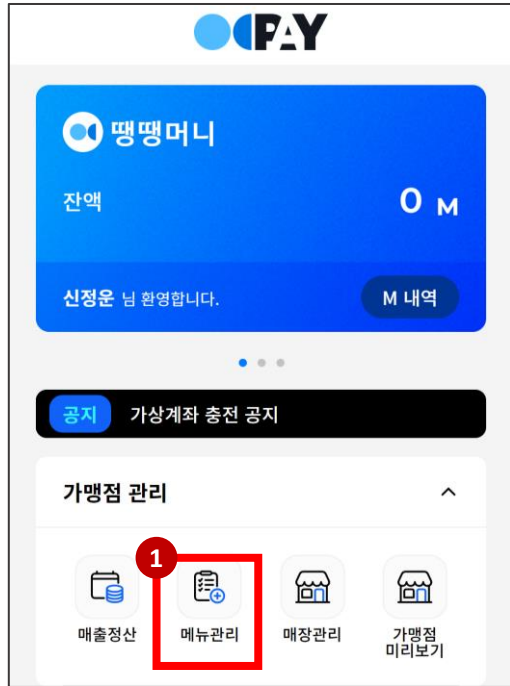 PAY
땡땡머니
잔액
0 M
신정운 님 환영합니다.
M 내역
공지
가상계좌 충전 공지
가맹점 관리
1
매출정산
메뉴관리
매장관리
가맹점
미리보기